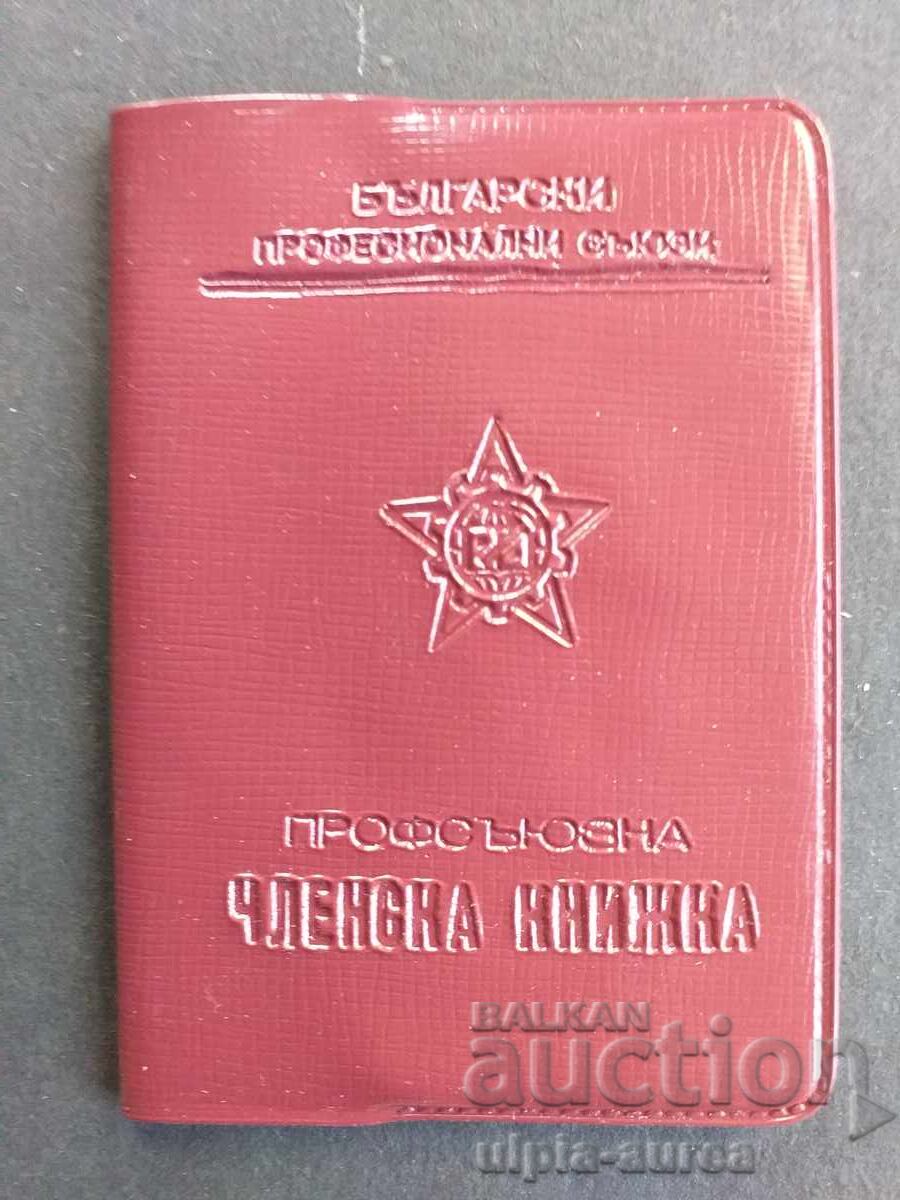 БЪЛГАРСКИ
ПРОФЕСИОНАЛНИ СЪЮЗИ
ПРОФСЪЮЗНА
ЧЛЕНСКА КНИЖКА
BALKAN
auction
ulpia-aurea